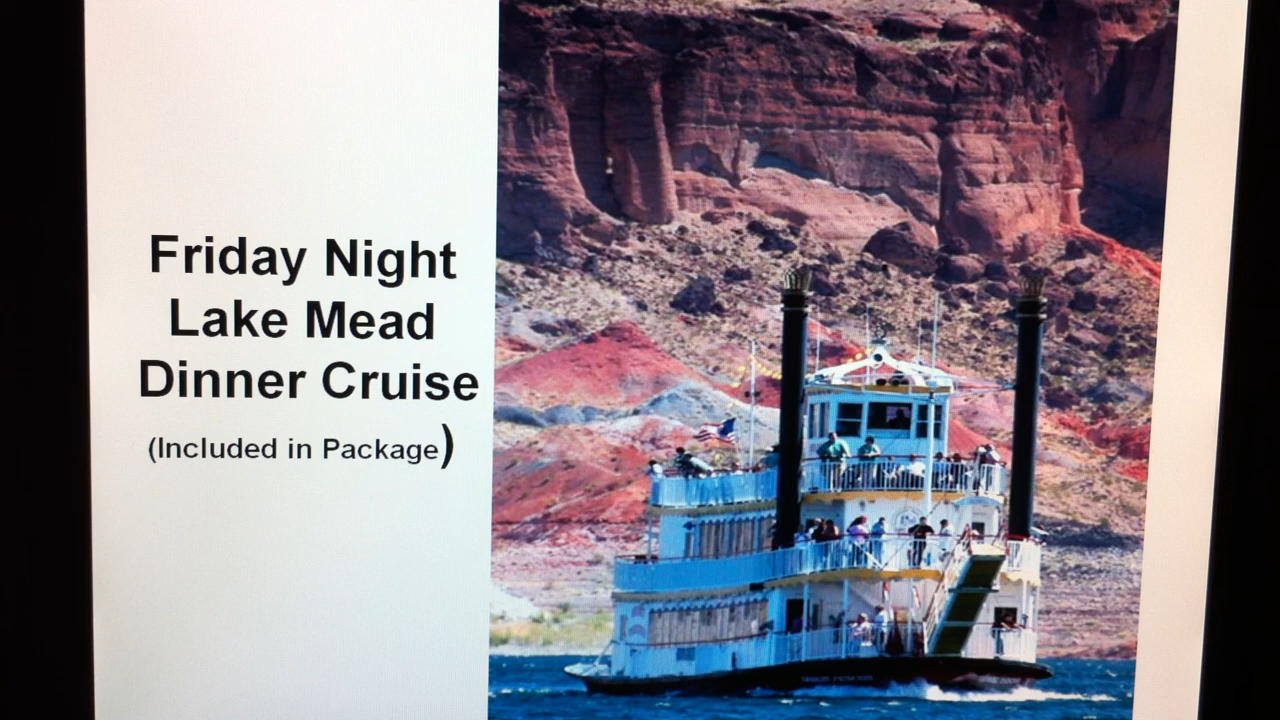 Friday Night
Lake Mead
Dinner Cruise
(Included in Package)